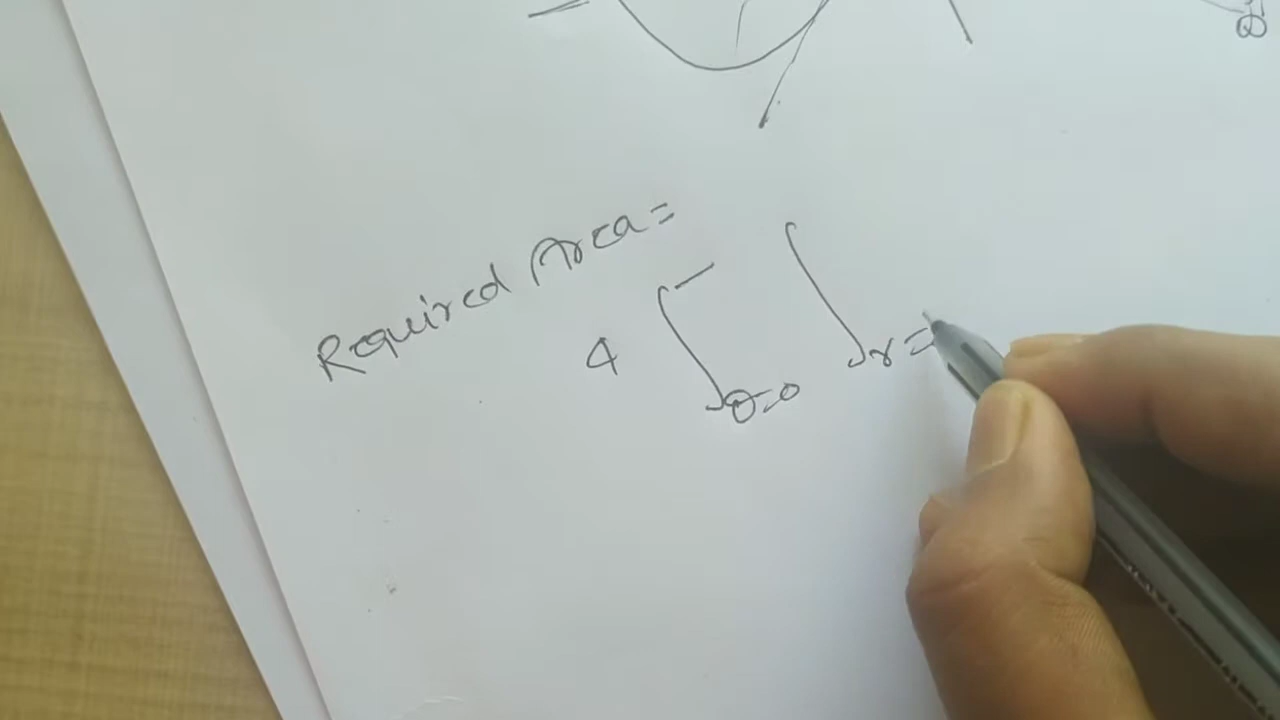 Required Area =
4 ∫ ∫
θ=0 r=